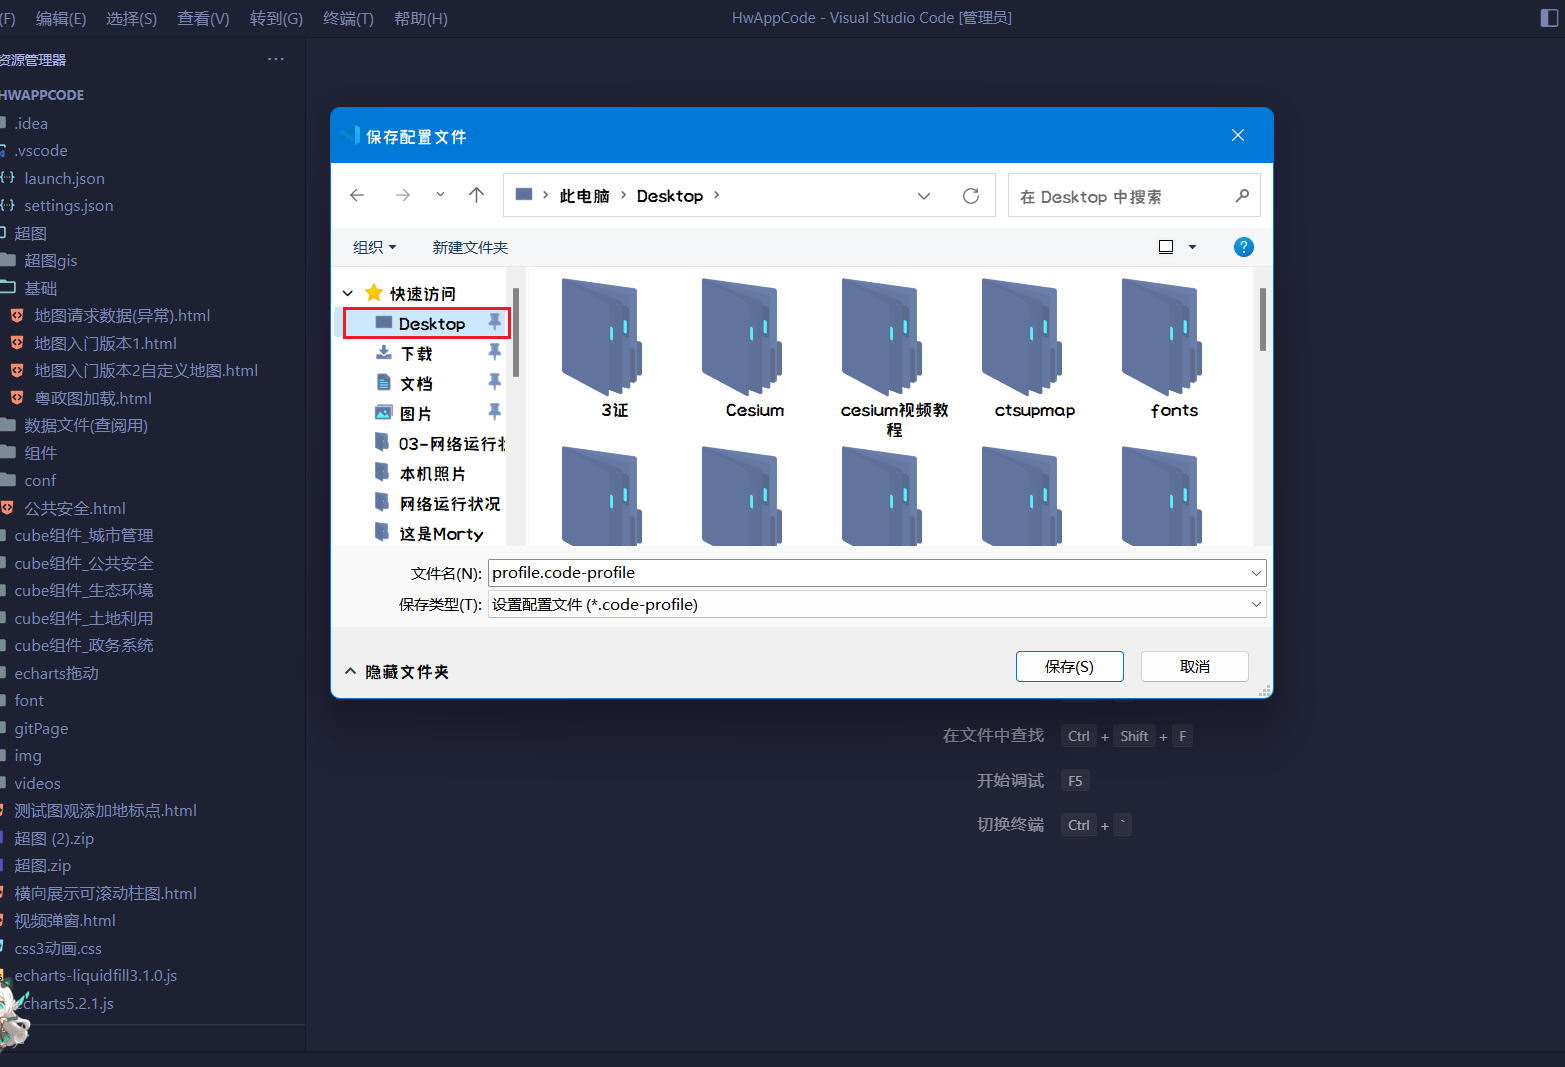 (F) 编辑(E) 选择(S) 查看(V) 转到(G) 终端(T) 帮助(H)
HwAppCode - Visual Studio Code [管理员]
资源管理器 ···
HWAPPCODE
.idea
.vscode
launch.json
settings.json
超图
超图gis
基础
地图请求数据(异常).html
地图入门版本1.html
地图入门版本2自定义地图.html
粤政图加载.html
数据文件(查阅用)
组件
conf
公共安全.html
cube组件_城市管理
cube组件_公共安全
cube组件_生态环境
cube组件_土地利用
cube组件_政务系统
echarts拖动
font
gitPage
img
videos
测试图观添加地标点.html
超图 (2).zip
超图.zip
横向展示可滚动柱图.html
视频弹窗.html
css3动画.css
echarts-liquidfill3.1.0.js
echarts5.2.1.js
保存配置文件
此电脑 › Desktop ›
在 Desktop 中搜索
组织
新建文件夹
快速访问
Desktop
下载
文档
图片
03-网络运行状
本机照片
网络运行状况
这是Morty
3证
Cesium
cesium视频教
程
ctsupmap
fonts
文件名(N): profile.code-profile
保存类型(T): 设置配置文件 (*.code-profile)
隐藏文件夹
保存(S)
取消
在文件中查找 Ctrl + Shift + F
开始调试 F5
切换终端 Ctrl + `